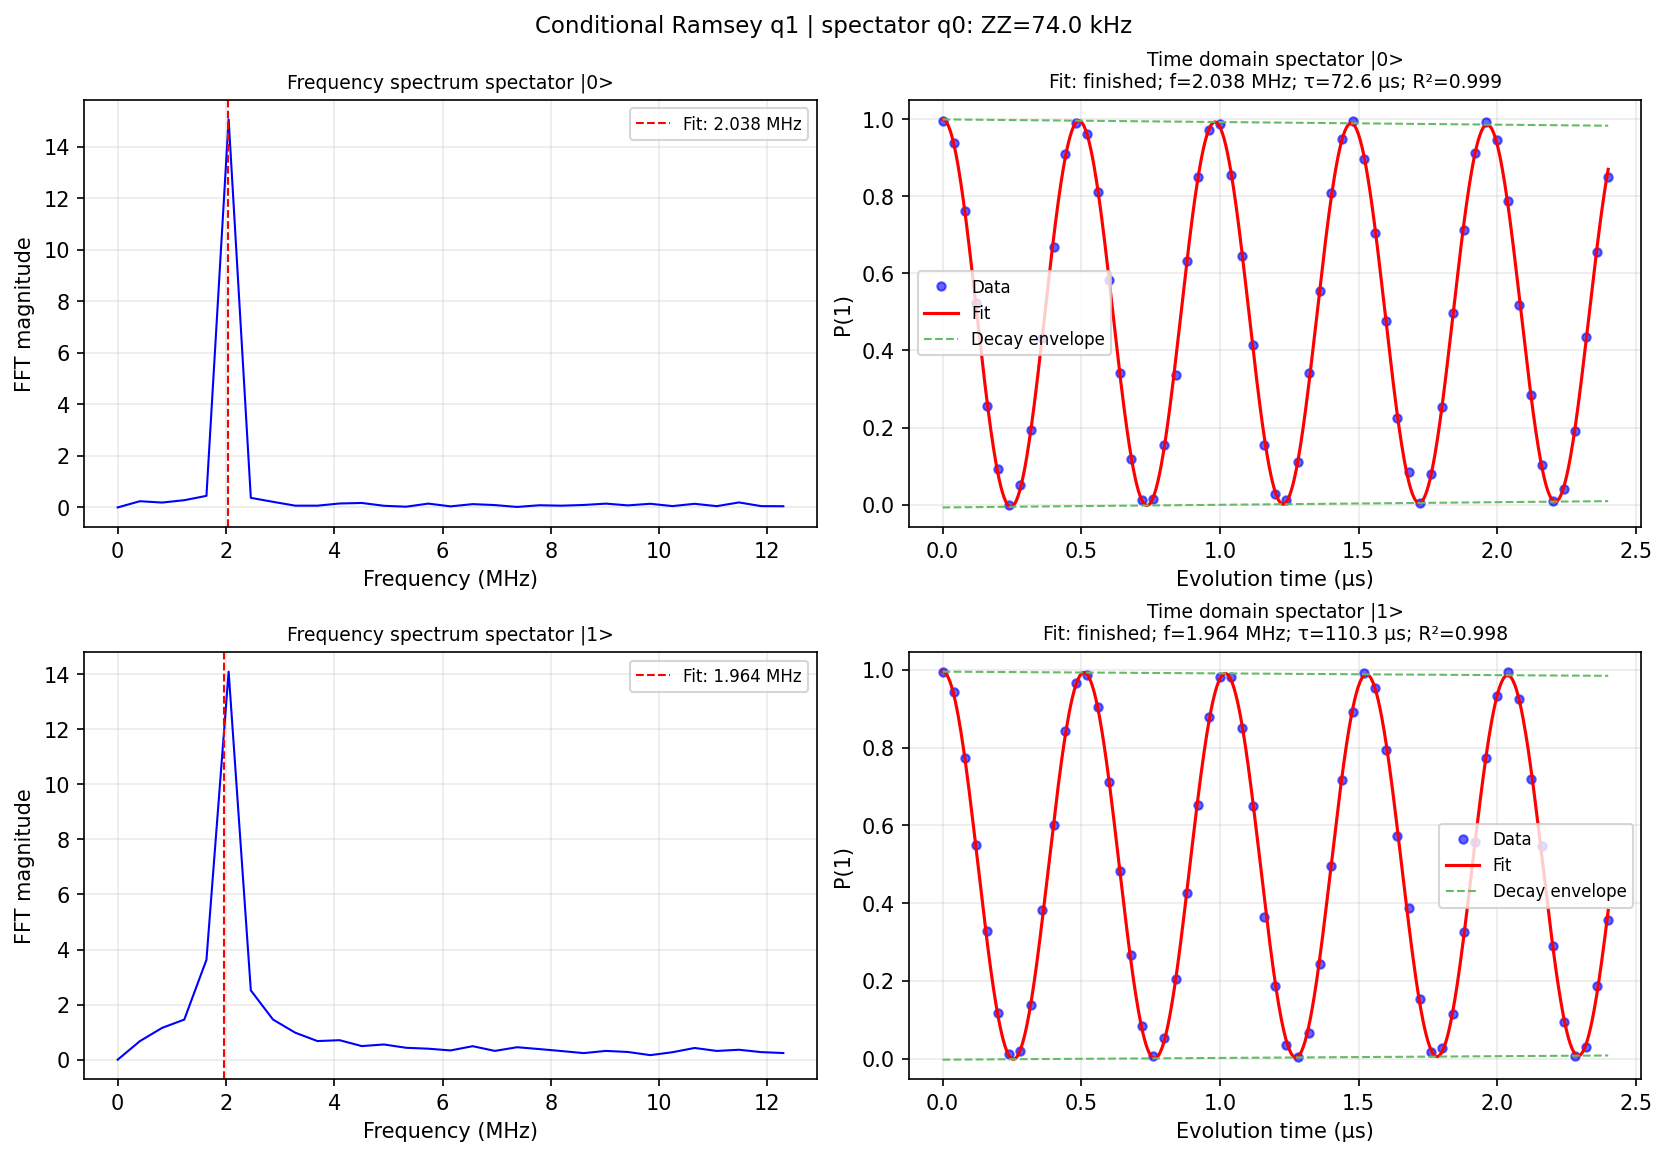 Conditional Ramsey q1 | spectator q0: ZZ=74.0 kHz
Frequency spectrum spectator |0>
Fit: 2.038 MHz
FFT magnitude
0
2
4
6
8
10
12
14
0
2
4
6
8
10
12
Frequency (MHz)
Time domain spectator |0>
Fit: finished; f=2.038 MHz; τ=72.6 µs; R²=0.999
P(1)
0.0
0.2
0.4
0.6
0.8
1.0
Data
Fit
Decay envelope
0.0
0.5
1.0
1.5
2.0
2.5
Evolution time (µs)
Frequency spectrum spectator |1>
Fit: 1.964 MHz
FFT magnitude
0
2
4
6
8
10
12
14
0
2
4
6
8
10
12
Frequency (MHz)
Time domain spectator |1>
Fit: finished; f=1.964 MHz; τ=110.3 µs; R²=0.998
P(1)
0.0
0.2
0.4
0.6
0.8
1.0
Data
Fit
Decay envelope
0.0
0.5
1.0
1.5
2.0
2.5
Evolution time (µs)